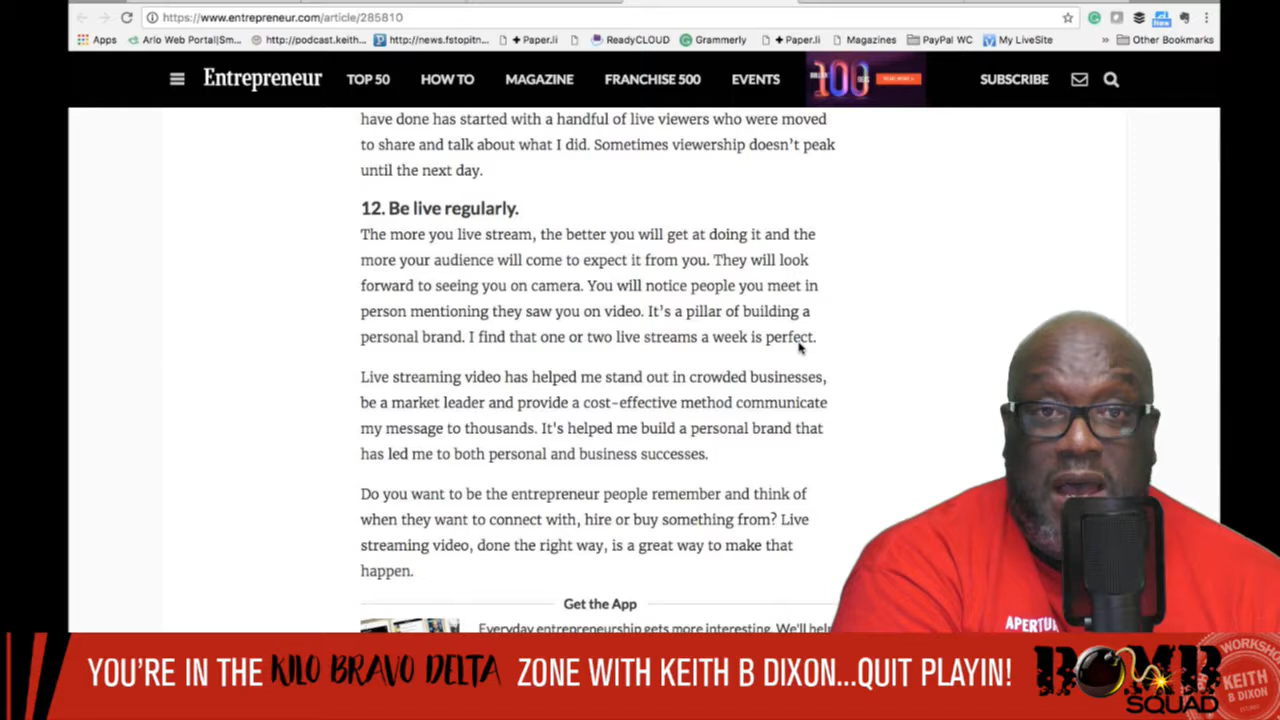 https://www.entrepreneur.com/article/285810
Apps Arlo Web Portal|Sm... http://podcast.keith... http://news.fstopitn... + Paper.li ReadyCLOUD Grammerly + Paper.li Magazines PayPal WC My LiveSite » Other Bookmarks
New
Entrepreneur TOP 50 HOW TO MAGAZINE FRANCHISE 500 EVENTS 100 SUBSCRIBE
have done has started with a handful of live viewers who were moved
to share and talk about what I did. Sometimes viewership doesn't peak
until the next day.
12. Be live regularly.
The more you live stream, the better you will get at doing it and the
more your audience will come to expect it from you. They will look
forward to seeing you on camera. You will notice people you meet in
person mentioning they saw you on video. It's a pillar of building a
personal brand. I find that one or two live streams a week is perfect.
Live streaming video has helped me stand out in crowded businesses,
be a market leader and provide a cost-effective method communicate
my message to thousands. It's helped me build a personal brand that
has led me to both personal and business successes.
Do you want to be the entrepreneur people remember and think of
when they want to connect with, hire or buy something from? Live
streaming video, done the right way, is a great way to make that
happen.
Get the App
Everyday entrepreneurship gets more interesting. We'll help
APERTU
YOU'RE IN THE KILO BRAVO DELTA ZONE WITH KEITH B DIXON...QUIT PLAYIN!
BOMB
SQUAD
WORKSHO
KEITH
B DIXON